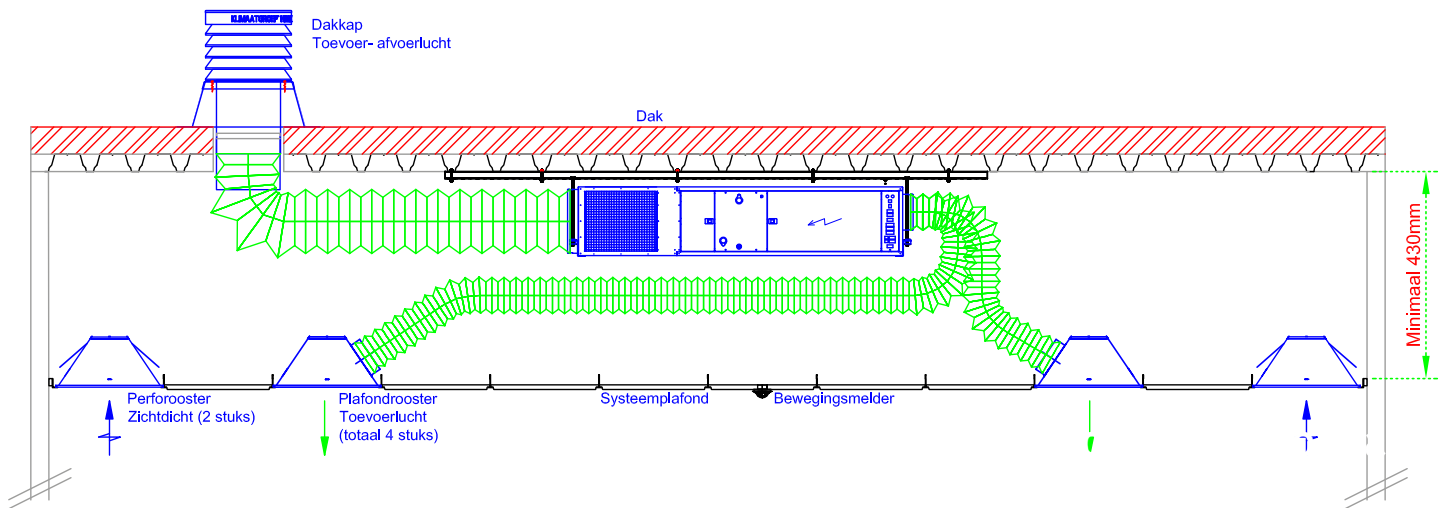 Dakkap
Toevoer- afvoerlucht
Dak
Minimaal 430mm
Perforooster
Zichtdicht (2 stuks)
Plafondrooster
Toevoerlucht
(totaal 4 stuks)
Systeemplafond
Bewegingsmelder